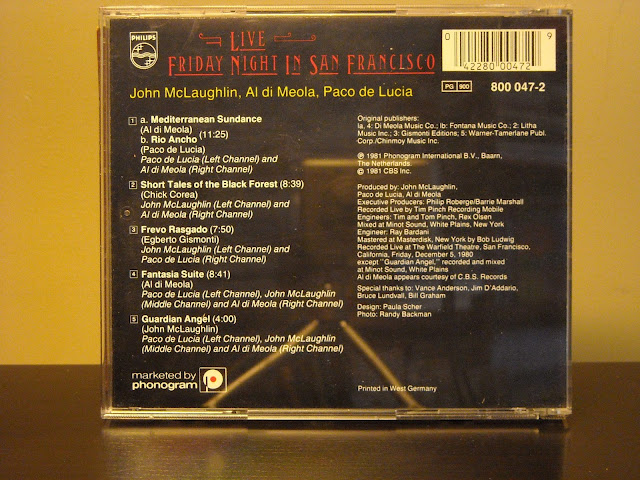 PHILIPS
LIVE
FRIDAY NIGHT IN SAN FRANCISCO
John McLaughlin, Al di Meola, Paco de Lucia
0 9
42280 00472
PG 900 800 047-2
1 a. Mediterranean Sundance
(Al di Meola)
b. Rio Ancho (11:25)
(Paco de Lucia)
Paco de Lucia (Left Channel) and
Al di Meola (Right Channel)
2 Short Tales of the Black Forest (8:39)
(Chick Corea)
John McLaughlin (Left Channel) and
Al di Meola (Right Channel)
3 Frevo Rasgado (7:50)
(Egberto Gismonti)
John McLaughlin (Left Channel) and
Paco de Lucia (Right Channel)
4 Fantasia Suite (8:41)
(Al di Meola)
Paco de Lucia (Left Channel), John McLaughlin
(Middle Channel) and Al di Meola (Right Channel)
5 Guardian Angel (4:00)
(John McLaughlin)
Paco de Lucia (Left Channel), John McLaughlin
(Middle Channel) and Al di Meola (Right Channel)
marketed by
phonogram
Original publishers:
Ia, 4: Di Meola Music Co.; Ib: Fontana Music Co.; 2: Litha
Music Inc.; 3: Gismonti Editions; 5: Warner-Tamerlane Publ.
Corp./Chinmoy Music Inc.
℗ 1981 Phonogram International B.V., Baarn,
The Netherlands.
© 1981 CBS Inc.
Produced by: John McLaughlin,
Paco de Lucia, Al di Meola
Executive Producers: Philip Roberge/Barrie Marshall
Recorded Live by Tim Pinch Recording Mobile
Engineers: Tim and Tom Pinch, Rex Olsen
Mixed at Minot Sound, White Plains, New York
Engineer: Ray Bardani
Mastered at Masterdisk, New York by Bob Ludwig
Recorded Live at The Warfield Theatre, San Francisco,
California, Friday, December 5, 1980
except "Guardian Angel," recorded and mixed
at Minot Sound, White Plains
Al di Meola appears courtesy of C.B.S. Records
Special thanks to: Vance Anderson, Jim D'Addario,
Bruce Lundvall, Bill Graham
Design: Paula Scher
Photo: Randy Backman
Printed in West Germany